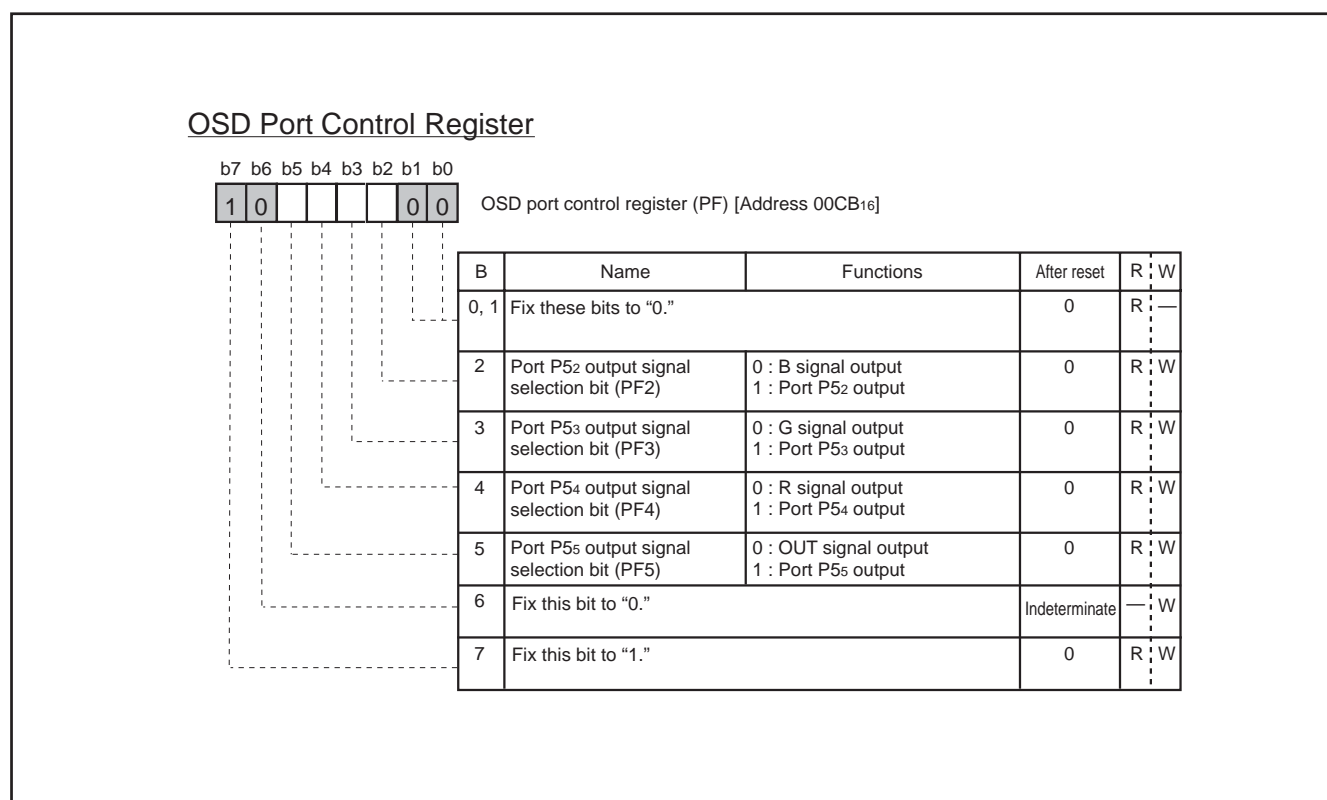 OSD Port Control Register
b7 b6 b5 b4 b3 b2 b1 b0
1 0 0 0
OSD port control register (PF) [Address 00CB16]
B Name Functions After reset R W
0, 1 Fix these bits to “0.” 0 R —
2 Port P52 output signal selection bit (PF2) 0 : B signal output 1 : Port P52 output 0 R W
3 Port P53 output signal selection bit (PF3) 0 : G signal output 1 : Port P53 output 0 R W
4 Port P54 output signal selection bit (PF4) 0 : R signal output 1 : Port P54 output 0 R W
5 Port P55 output signal selection bit (PF5) 0 : OUT signal output 1 : Port P55 output 0 R W
6 Fix this bit to “0.” Indeterminate — W
7 Fix this bit to “1.” 0 R W